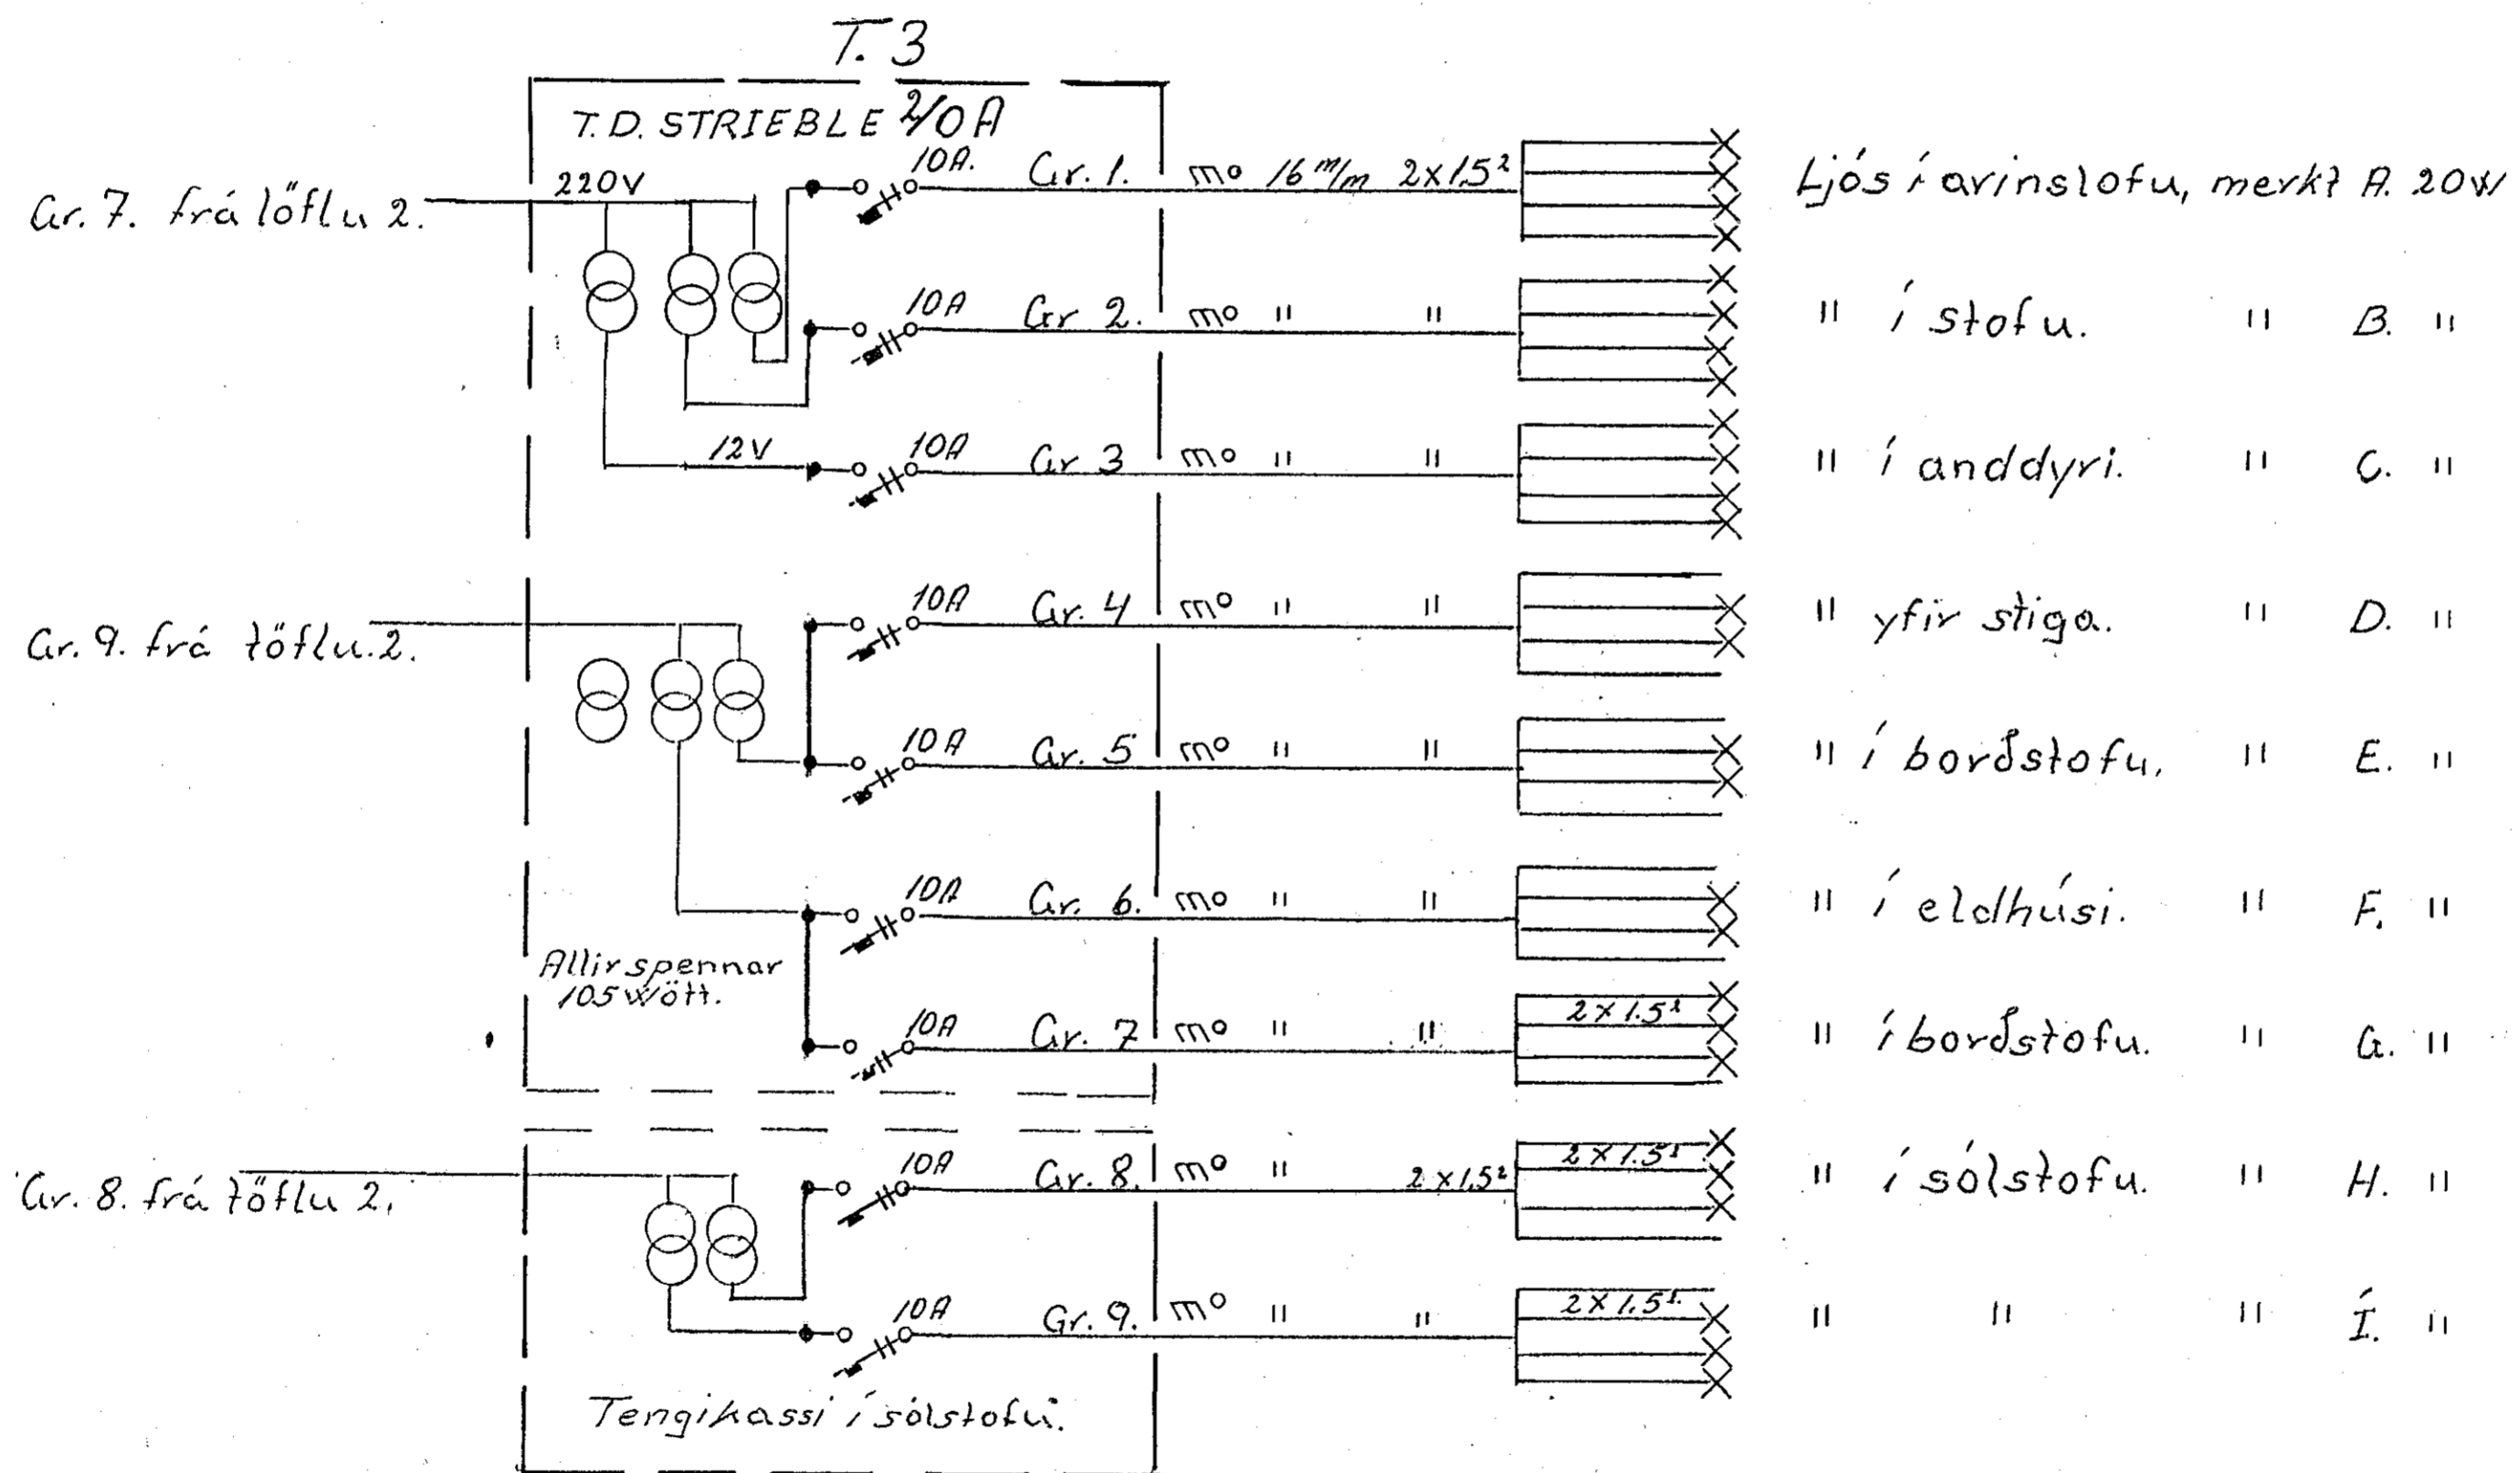 T. 3
T.D. STRIEBLE 2/0A
Gr. 7. frá töflu 2.
220V
10A. Gr. 1. m° 16 m/m 2x1.5² Ljós í arinstofu, merkt A. 20W
10A Gr 2. m° " " " í stofu. " B. "
12V 10A Gr 3 m° " " " í anddyri. " C. "
Gr. 9. frá töflu.2.
10A Gr. 4 m° " " " yfir stiga. " D. "
10A Gr. 5 m° " " " í borðstofu. " E. "
10A Gr. 6. m° " " " í eldhúsi. " F. "
Allir spennar
105 wött.
10A Gr. 7 m° " " 2x1.5² " í borðstofu. " G. "
Gr. 8. frá töflu 2.
10A Gr. 8. m° " 2x1.5² 2x1.5² " í sólstofu. " H. "
10A Gr. 9. m° " " 2x1.5² " " " Í. "
Tengikassi í sólstofu.